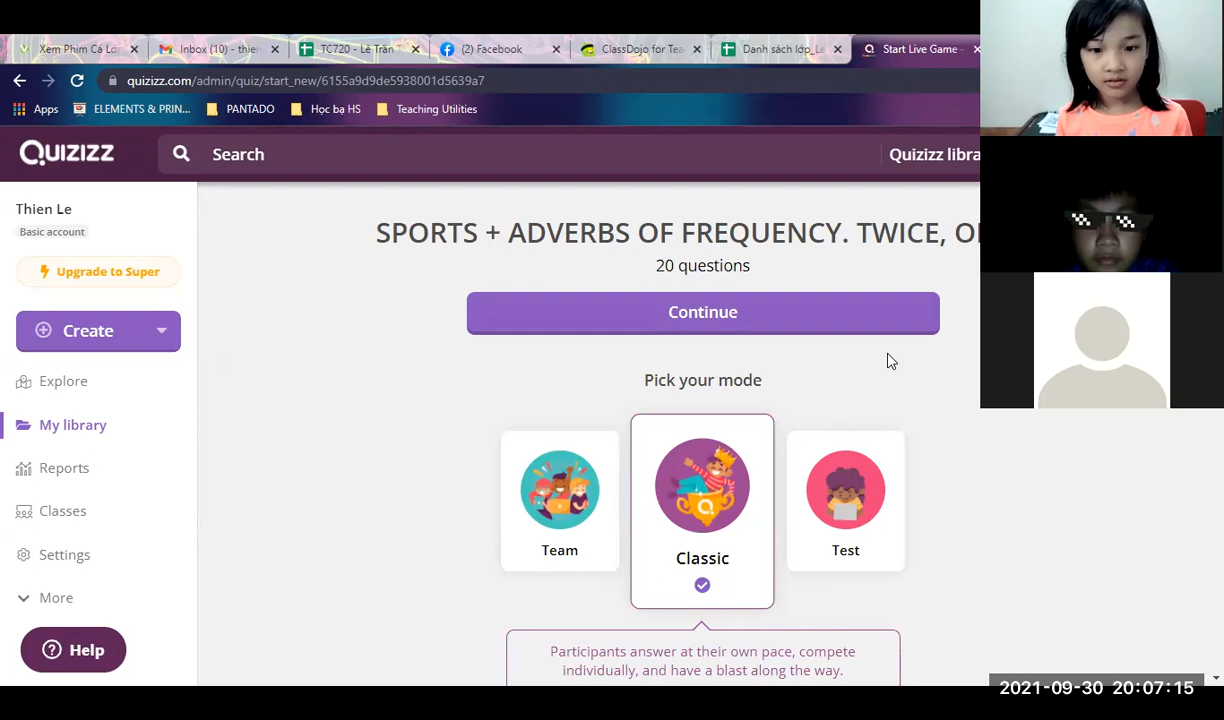 Xem Phim Cá Lo
Inbox (10) - thien
TC720 - Lê Trần T
(2) Facebook
ClassDojo for Tea
Danh sách lớp_Le
Start Live Game -
quizizz.com/admin/quiz/start_new/6155a9d9de5938001d5639a7
Apps
ELEMENTS & PRIN...
PANTADO
Học bạ HS
Teaching Utilities
QUIZIZZ
Search
Quizizz libra
Thien Le
Basic account
Upgrade to Super
Create
Explore
My library
Reports
Classes
Settings
More
Help
SPORTS + ADVERBS OF FREQUENCY. TWICE, O
20 questions
Continue
Pick your mode
Team
Classic
Test
Participants answer at their own pace, compete
individually, and have a blast along the way.
2021-09-30 20:07:15